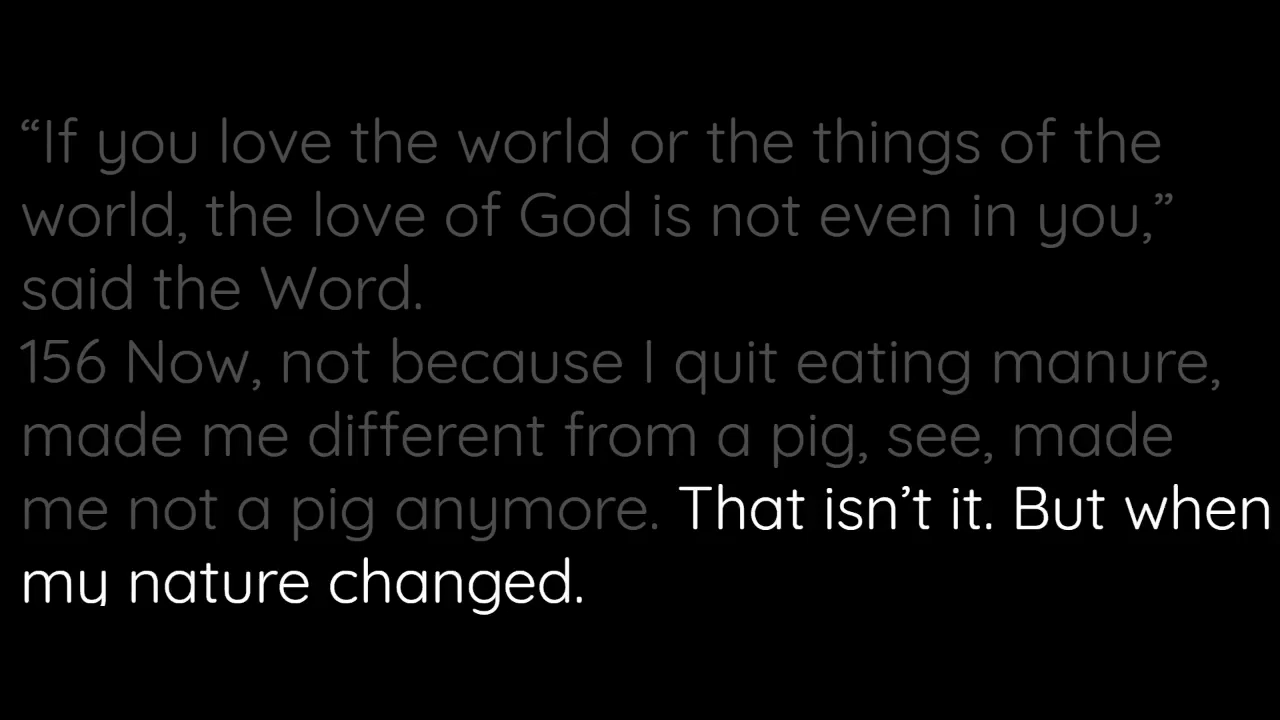 “If you love the world or the things of the
world, the love of God is not even in you,”
said the Word.
156 Now, not because I quit eating manure,
made me different from a pig, see, made
me not a pig anymore. That isn’t it. But when
my nature changed.